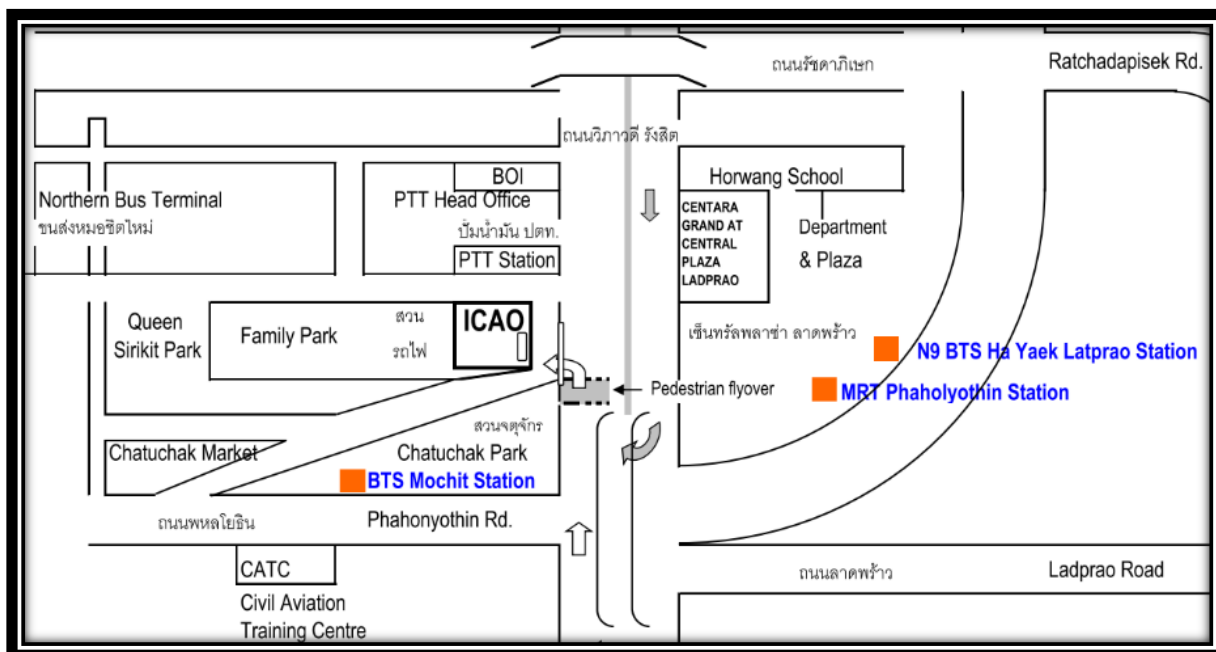 ถนนรัชดาภิเษก
Ratchadapisek Rd.
ถนนวิภาวดี รังสิต
BOI
Horwang School
Northern Bus Terminal
ขนส่งหมอชิตใหม่
PTT Head Office
ปั๊มน้ำมัน ปตท.
PTT Station
CENTARA
GRAND AT
CENTRAL
PLAZA
LADPRAO
Department
& Plaza
Queen
Sirikit Park
Family Park
สวน
รถไฟ
ICAO
เซ็นทรัลพลาซ่า ลาดพร้าว
N9 BTS Ha Yaek Latprao Station
Pedestrian flyover
MRT Phaholyothin Station
สวนจตุจักร
Chatuchak Market
Chatuchak Park
BTS Mochit Station
ถนนพหลโยธิน
Phahonyothin Rd.
CATC
Civil Aviation
Training Centre
ถนนลาดพร้าว
Ladprao Road